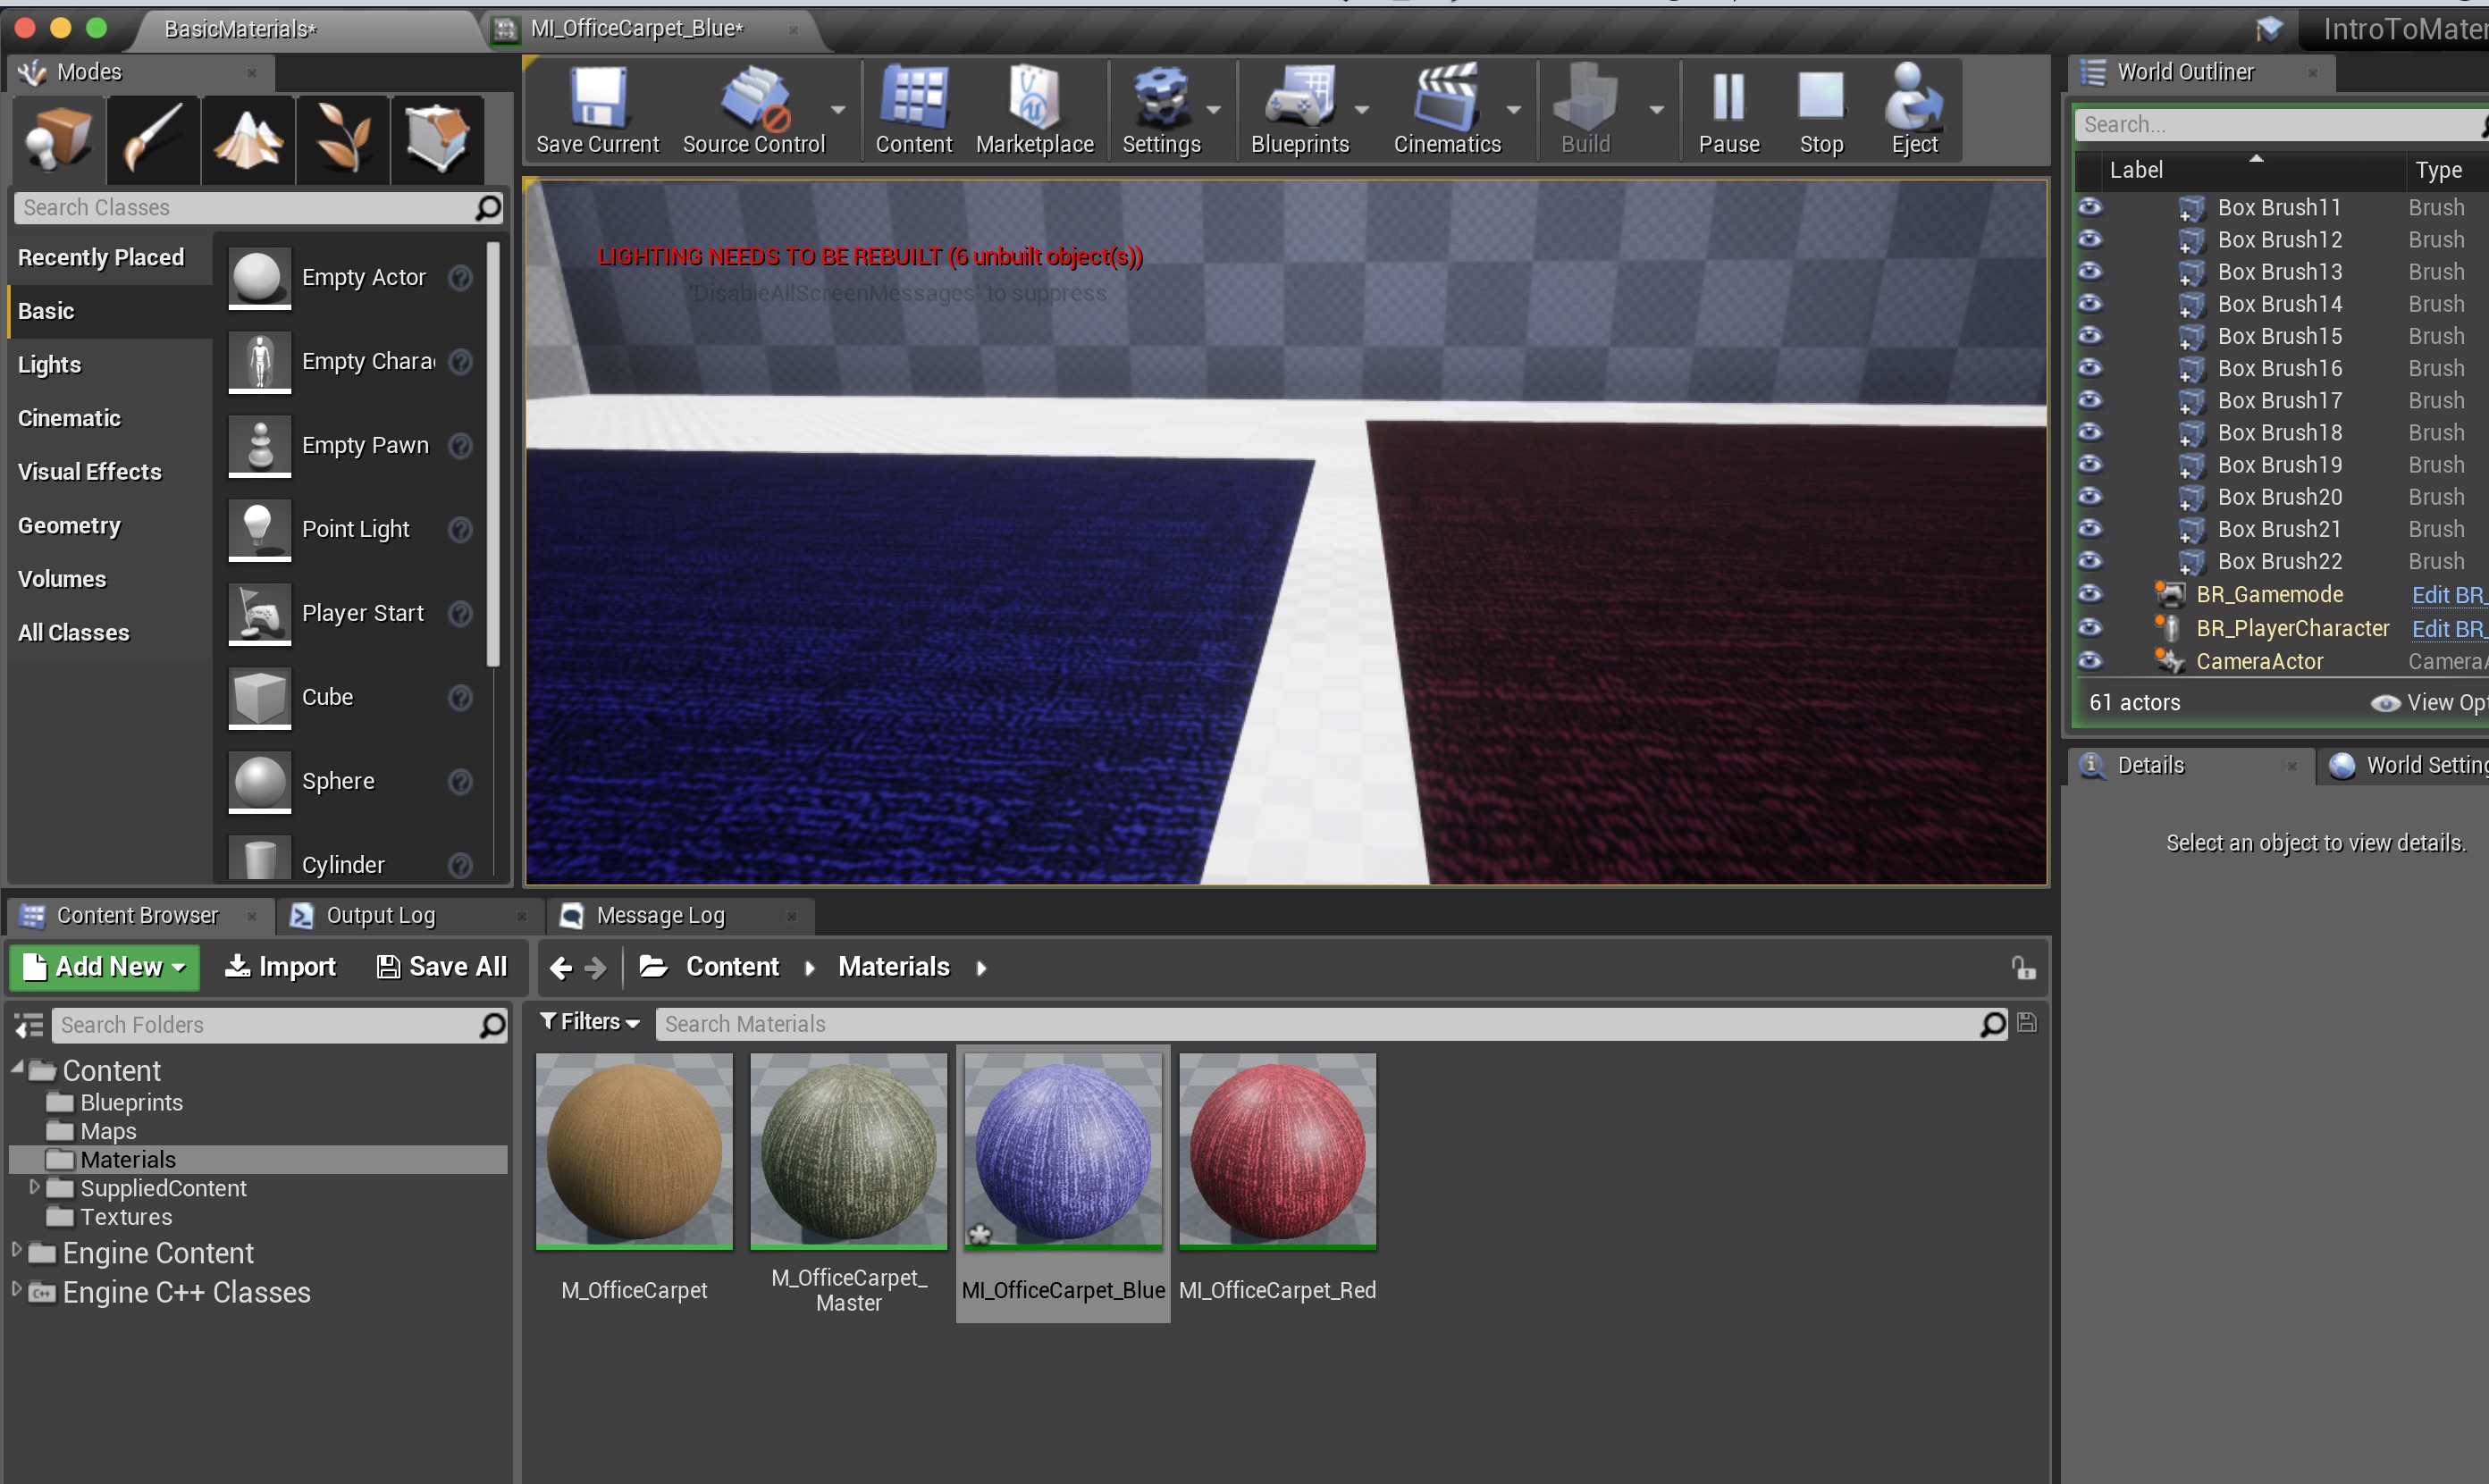 BasicMaterials*
MI_OfficeCarpet_Blue*
IntroToMater
Modes
Save Current
Source Control
Content
Marketplace
Settings
Blueprints
Cinematics
Build
Pause
Stop
Eject
World Outliner
Search...
Label
Type
Search Classes
Recently Placed
Basic
Lights
Cinematic
Visual Effects
Geometry
Volumes
All Classes
Empty Actor
Empty Charac
Empty Pawn
Point Light
Player Start
Cube
Sphere
Cylinder
LIGHTING NEEDS TO BE REBUILT (6 unbuilt object(s))
'DisableAllScreenMessages' to suppress
Box Brush11 Brush
Box Brush12 Brush
Box Brush13 Brush
Box Brush14 Brush
Box Brush15 Brush
Box Brush16 Brush
Box Brush17 Brush
Box Brush18 Brush
Box Brush19 Brush
Box Brush20 Brush
Box Brush21 Brush
Box Brush22 Brush
BR_Gamemode Edit BR_
BR_PlayerCharacter Edit BR_
CameraActor CameraA
61 actors
View Opt
Details
World Setting
Select an object to view details.
Content Browser
Output Log
Message Log
Add New
Import
Save All
Content
Materials
Search Folders
Filters
Search Materials
Content
Blueprints
Maps
Materials
SuppliedContent
Textures
Engine Content
C++
Engine C++ Classes
M_OfficeCarpet
M_OfficeCarpet_
Master
MI_OfficeCarpet_Blue
MI_OfficeCarpet_Red